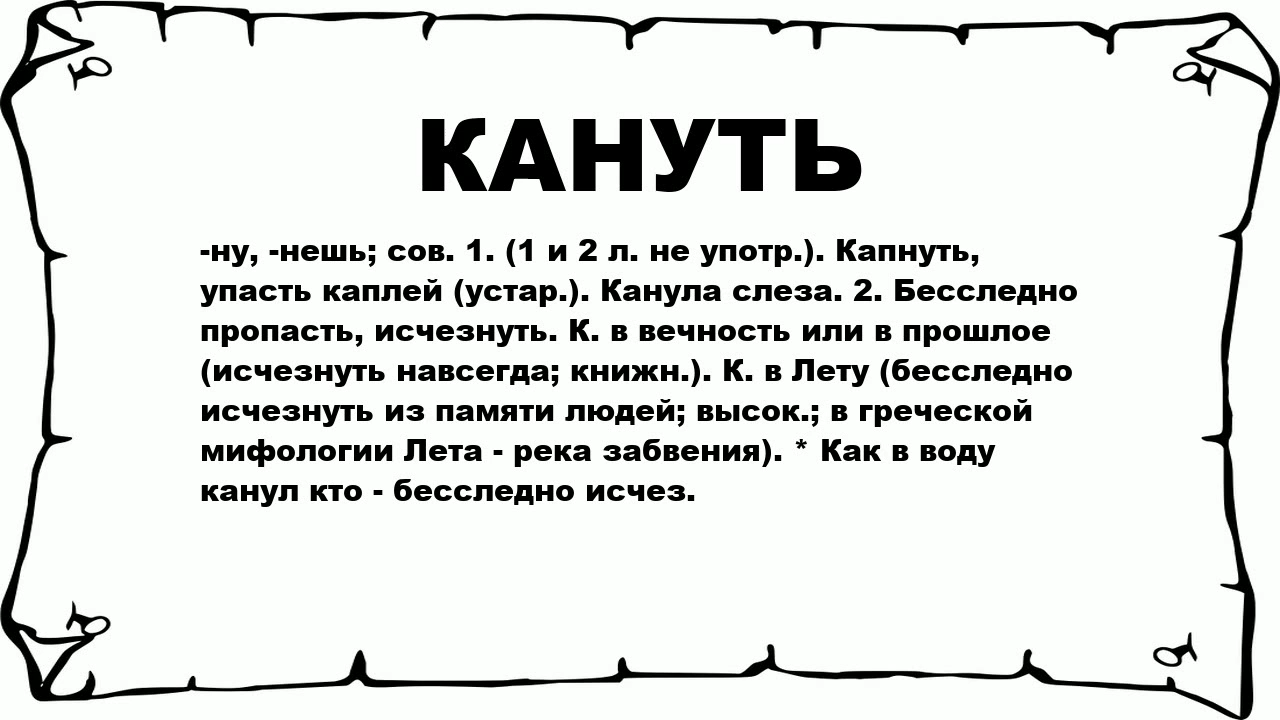 КАНУТЬ
-ну, -нешь; сов. 1. (1 и 2 л. не употр.). Капнуть,
упасть каплей (устар.). Канула слеза. 2. Бесследно
пропасть, исчезнуть. К. в вечность или в прошлое
(исчезнуть навсегда; книжн.). К. в Лету (бесследно
исчезнуть из памяти людей; высок.; в греческой
мифологии Лета - река забвения). * Как в воду
канул кто - бесследно исчез.